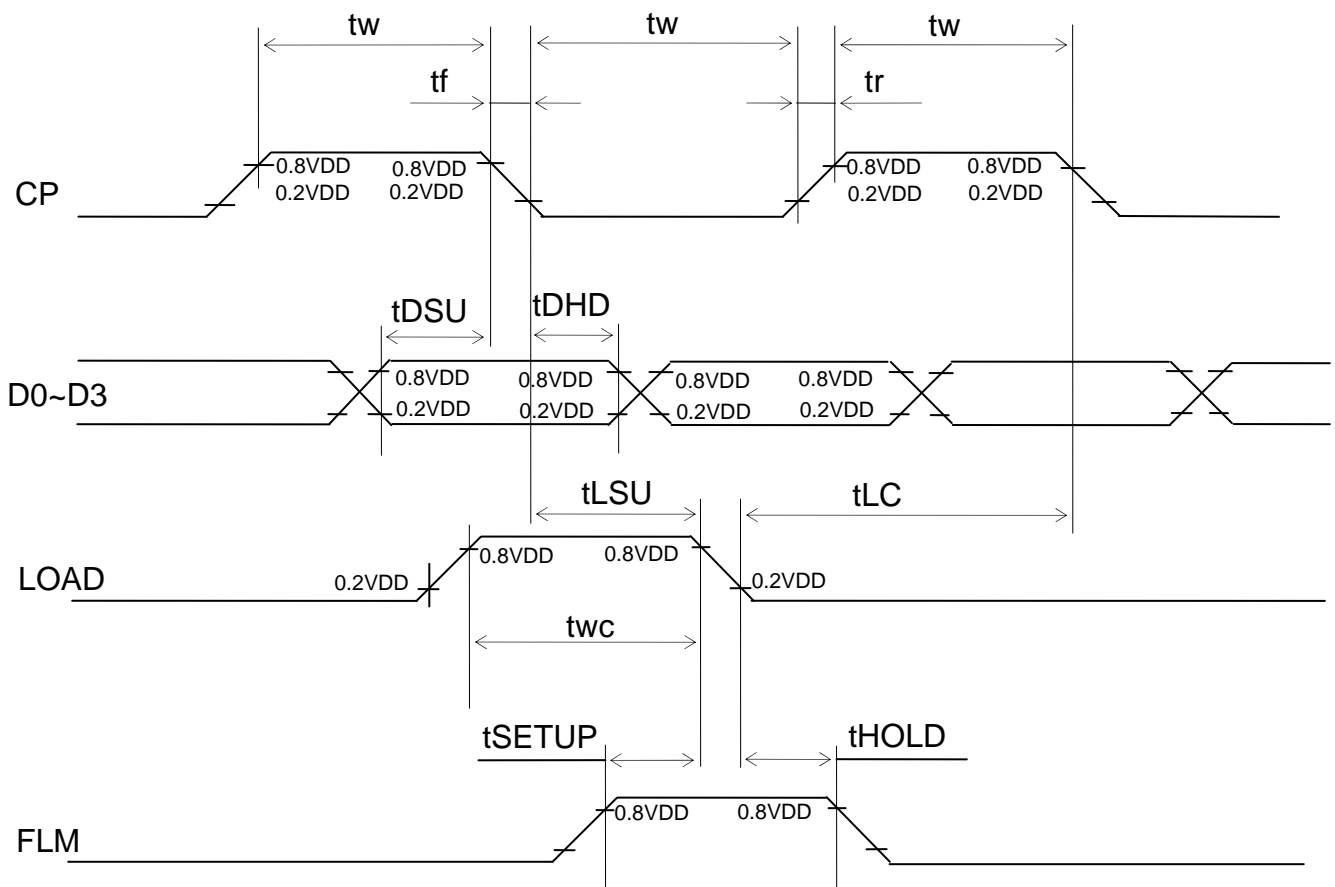 tw tw tw
tf tr
CP
0.8VDD 0.8VDD 0.8VDD 0.8VDD
0.2VDD 0.2VDD 0.2VDD 0.2VDD
tDSU tDHD
D0~D3
0.8VDD 0.8VDD 0.8VDD 0.8VDD
0.2VDD 0.2VDD 0.2VDD 0.2VDD
tLSU tLC
0.8VDD 0.8VDD
LOAD 0.2VDD 0.2VDD
twc
tSETUP tHOLD
0.8VDD 0.8VDD
FLM